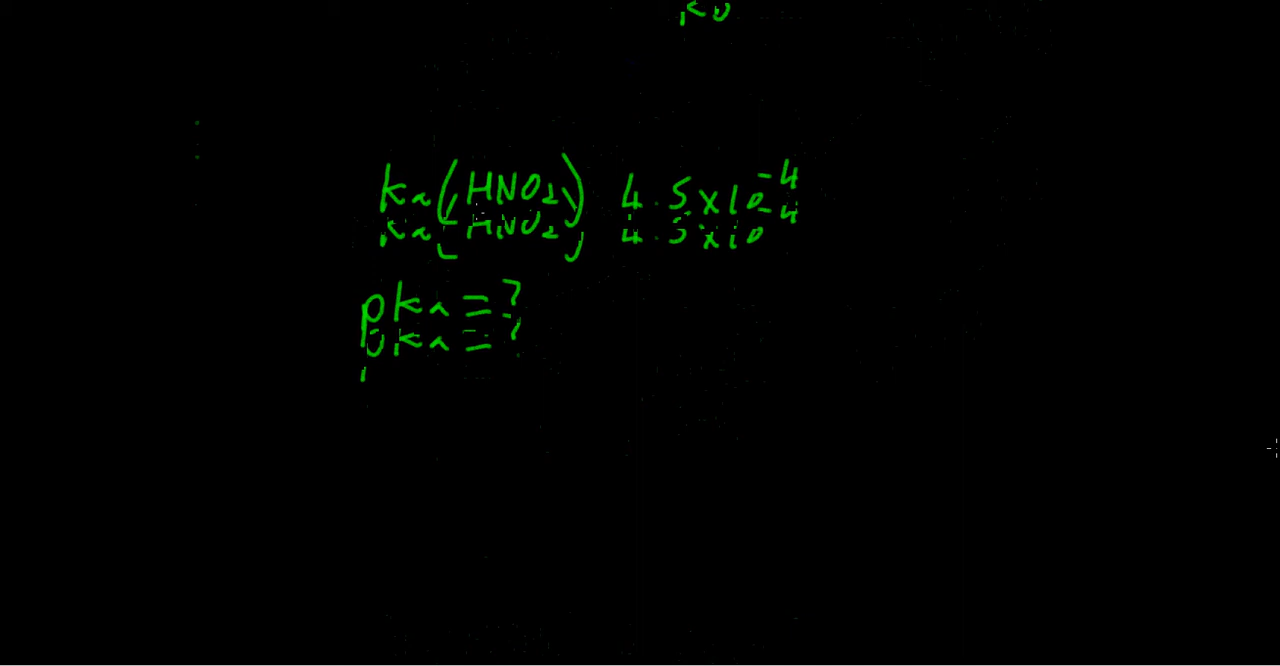 Ka(HNO2) 4.5x10-4
pKa = ?